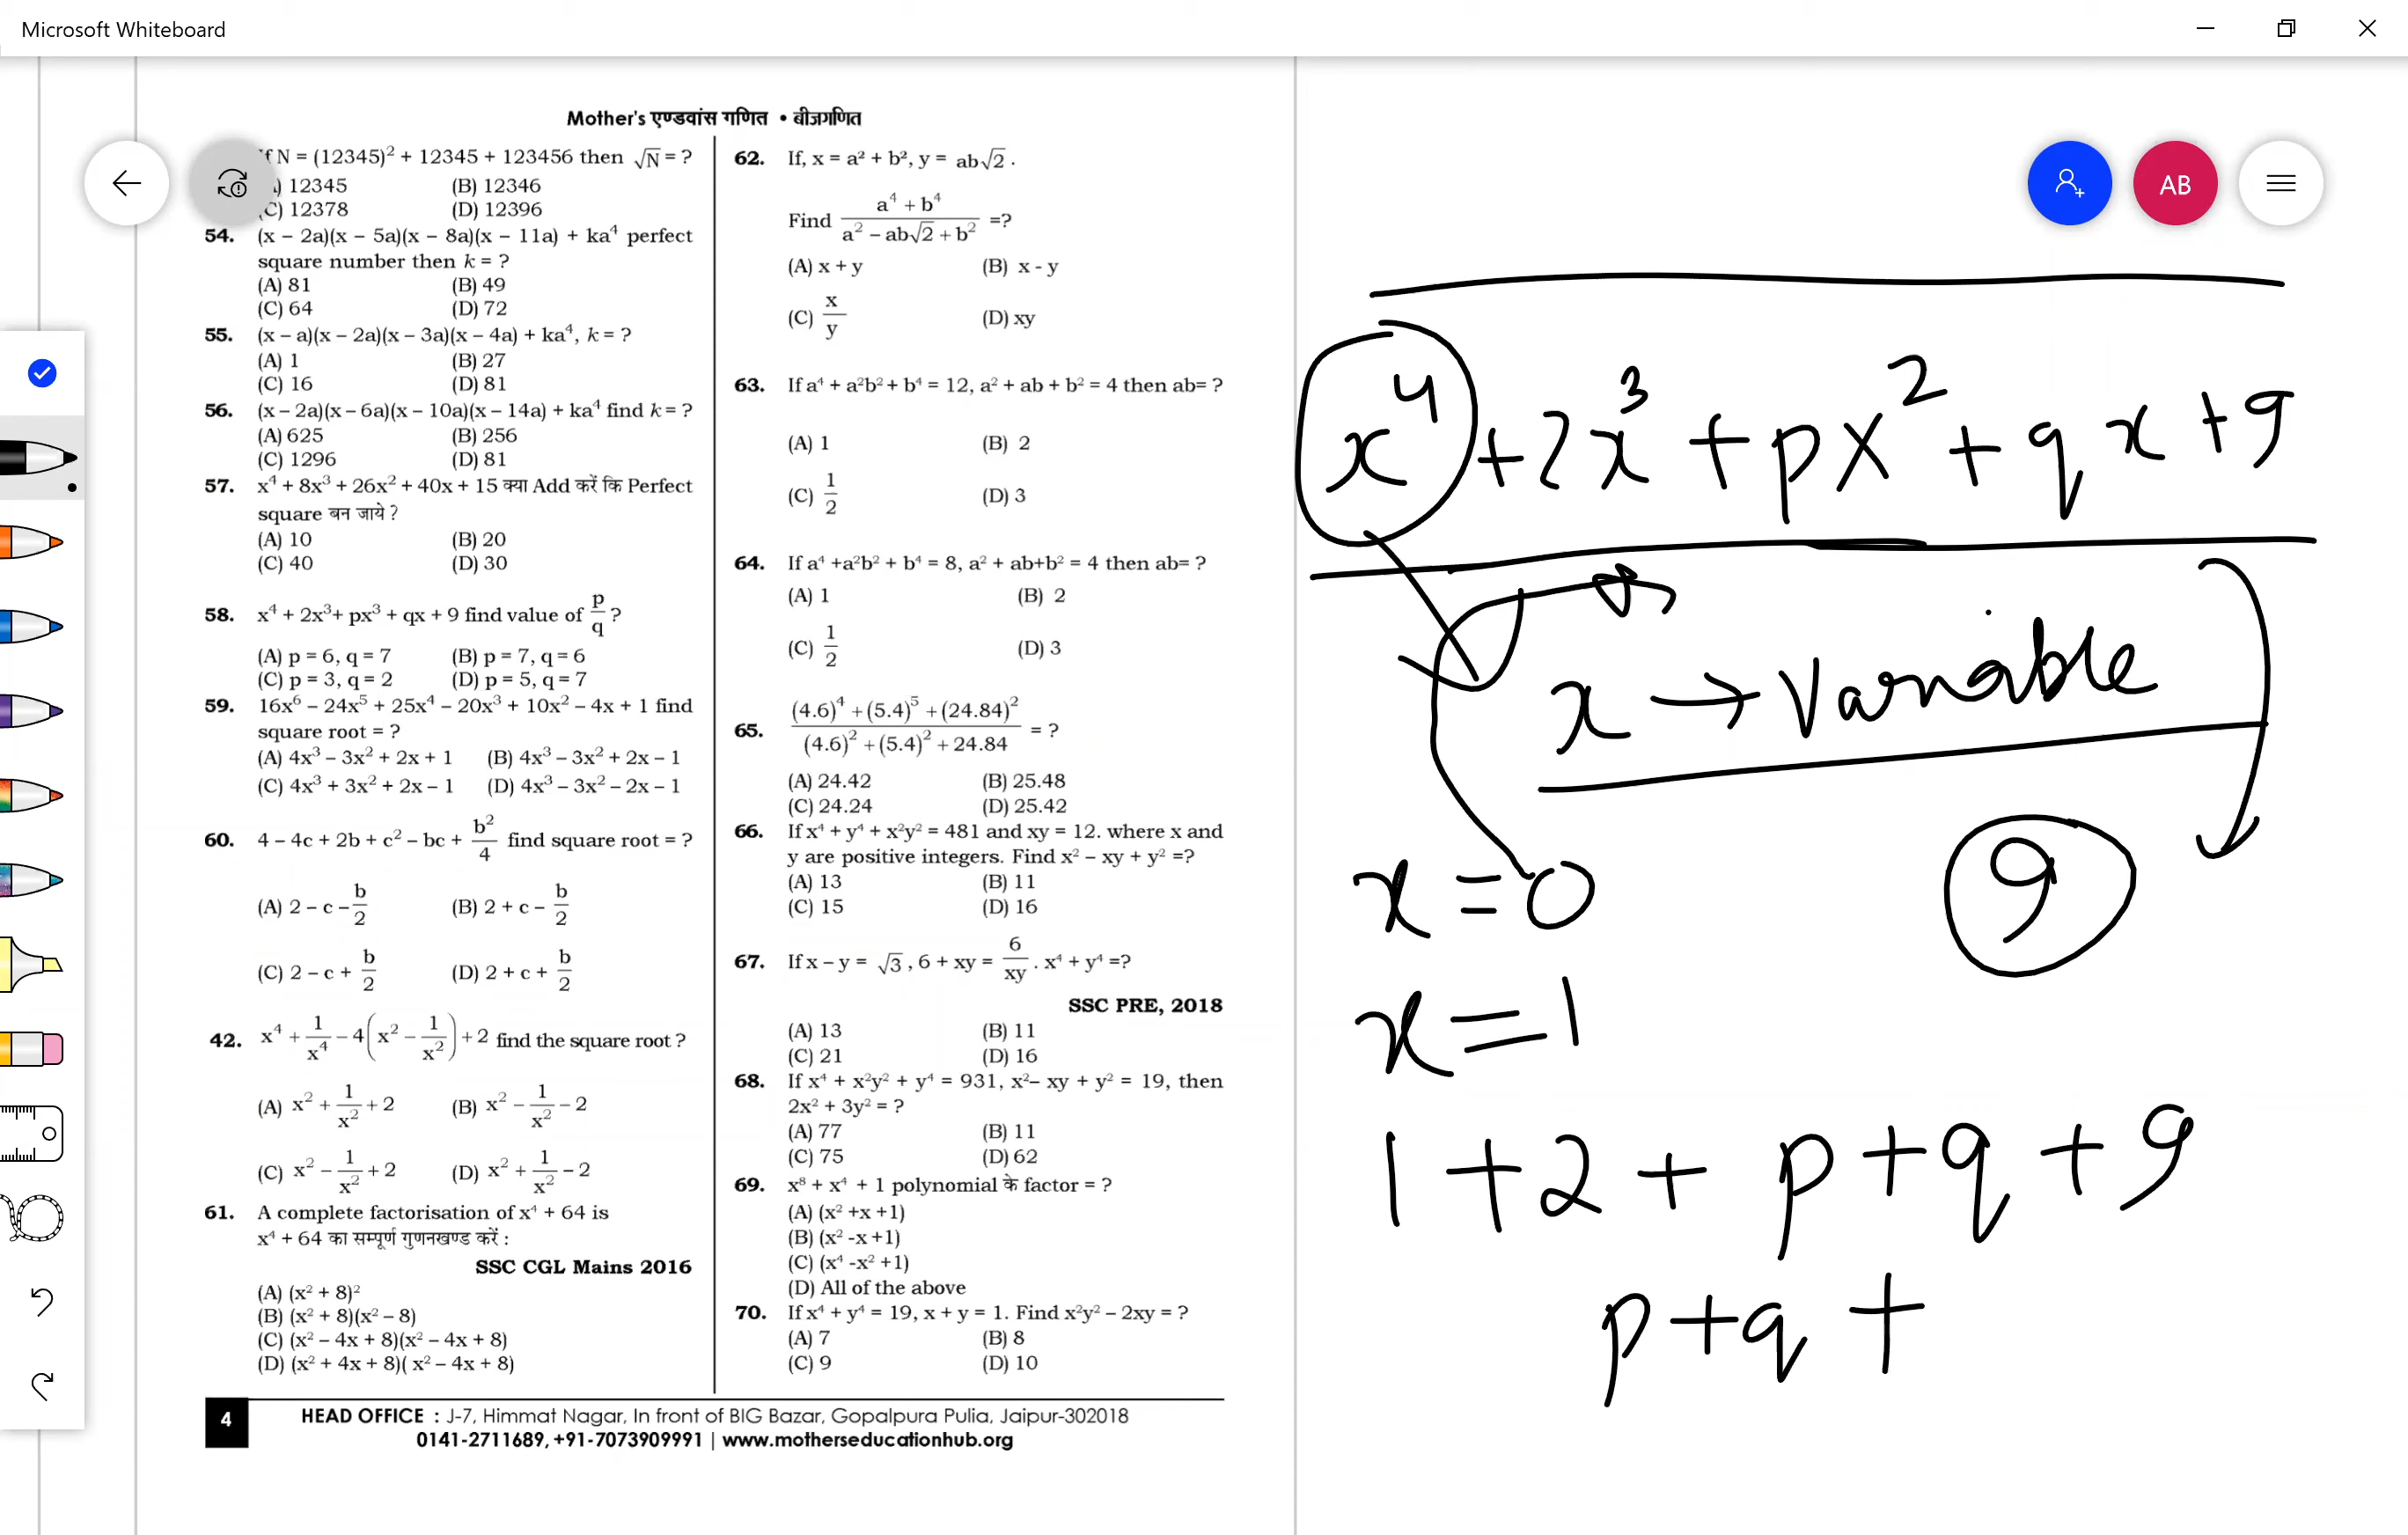 Microsoft Whiteboard
Mother's एण्डवांस गणित • बीजगणित
If N = (12345)² + 12345 + 123456 then √N = ?
) 12345 (B) 12346
(C) 12378 (D) 12396
54. (x – 2a)(x – 5a)(x – 8a)(x – 11a) + ka⁴ perfect
square number then k = ?
(A) 81 (B) 49
(C) 64 (D) 72
55. (x – a)(x – 2a)(x – 3a)(x – 4a) + ka⁴, k = ?
(A) 1 (B) 27
(C) 16 (D) 81
56. (x – 2a)(x – 6a)(x – 10a)(x – 14a) + ka⁴ find k = ?
(A) 625 (B) 256
(C) 1296 (D) 81
57. x⁴ + 8x³ + 26x² + 40x + 15 क्या Add करें कि Perfect
square बन जाये ?
(A) 10 (B) 20
(C) 40 (D) 30
58. x⁴ + 2x³+ px³ + qx + 9 find value of p/q ?
(A) p = 6, q = 7 (B) p = 7, q = 6
(C) p = 3, q = 2 (D) p = 5, q = 7
59. 16x⁶ – 24x⁵ + 25x⁴ – 20x³ + 10x² – 4x + 1 find
square root = ?
(A) 4x³ – 3x² + 2x + 1 (B) 4x³ – 3x² + 2x – 1
(C) 4x³ + 3x² + 2x – 1 (D) 4x³ – 3x² – 2x – 1
60. 4 – 4c + 2b + c² – bc + b²/4 find square root = ?
(A) 2 – c – b/2 (B) 2 + c – b/2
(C) 2 – c + b/2 (D) 2 + c + b/2
42. x⁴ + 1/x⁴ – 4(x² – 1/x²) + 2 find the square root ?
(A) x² + 1/x² + 2 (B) x² – 1/x² – 2
(C) x² – 1/x² + 2 (D) x² + 1/x² – 2
61. A complete factorisation of x⁴ + 64 is
x⁴ + 64 का सम्पूर्ण गुणनखण्ड करें :
SSC CGL Mains 2016
(A) (x² + 8)²
(B) (x² + 8)(x² – 8)
(C) (x² – 4x + 8)(x² – 4x + 8)
(D) (x² + 4x + 8)( x² – 4x + 8)
62. If, x = a² + b², y = ab√2 .
Find (a⁴ + b⁴)/(a² – ab√2 + b²) =?
(A) x + y (B) x - y
(C) x/y (D) xy
63. If a⁴ + a²b² + b⁴ = 12, a² + ab + b² = 4 then ab= ?
(A) 1 (B) 2
(C) 1/2 (D) 3
64. If a⁴ +a²b² + b⁴ = 8, a² + ab+b² = 4 then ab= ?
(A) 1 (B) 2
(C) 1/2 (D) 3
65. ((4.6)⁴ + (5.4)⁵ + (24.84)²)/((4.6)² + (5.4)² + 24.84) = ?
(A) 24.42 (B) 25.48
(C) 24.24 (D) 25.42
66. If x⁴ + y⁴ + x²y² = 481 and xy = 12. where x and
y are positive integers. Find x² – xy + y² =?
(A) 13 (B) 11
(C) 15 (D) 16
67. If x – y = √3 , 6 + xy = 6/xy . x⁴ + y⁴ =?
SSC PRE, 2018
(A) 13 (B) 11
(C) 21 (D) 16
68. If x⁴ + x²y² + y⁴ = 931, x²– xy + y² = 19, then
2x² + 3y² = ?
(A) 77 (B) 11
(C) 75 (D) 62
69. x⁸ + x⁴ + 1 polynomial के factor = ?
(A) (x² +x +1)
(B) (x² -x +1)
(C) (x⁴ -x² +1)
(D) All of the above
70. If x⁴ + y⁴ = 19, x + y = 1. Find x²y² – 2xy = ?
(A) 7 (B) 8
(C) 9 (D) 10
4
HEAD OFFICE : J-7, Himmat Nagar, In front of BIG Bazar, Gopalpura Pulia, Jaipur-302018
0141-2711689, +91-7073909991 | www.motherseducationhub.org
AB
x⁴ + 2x³ + px² + qx + 9
x → Variable
x = 0
9
x = 1
1 + 2 + p + q + 9
p + q +